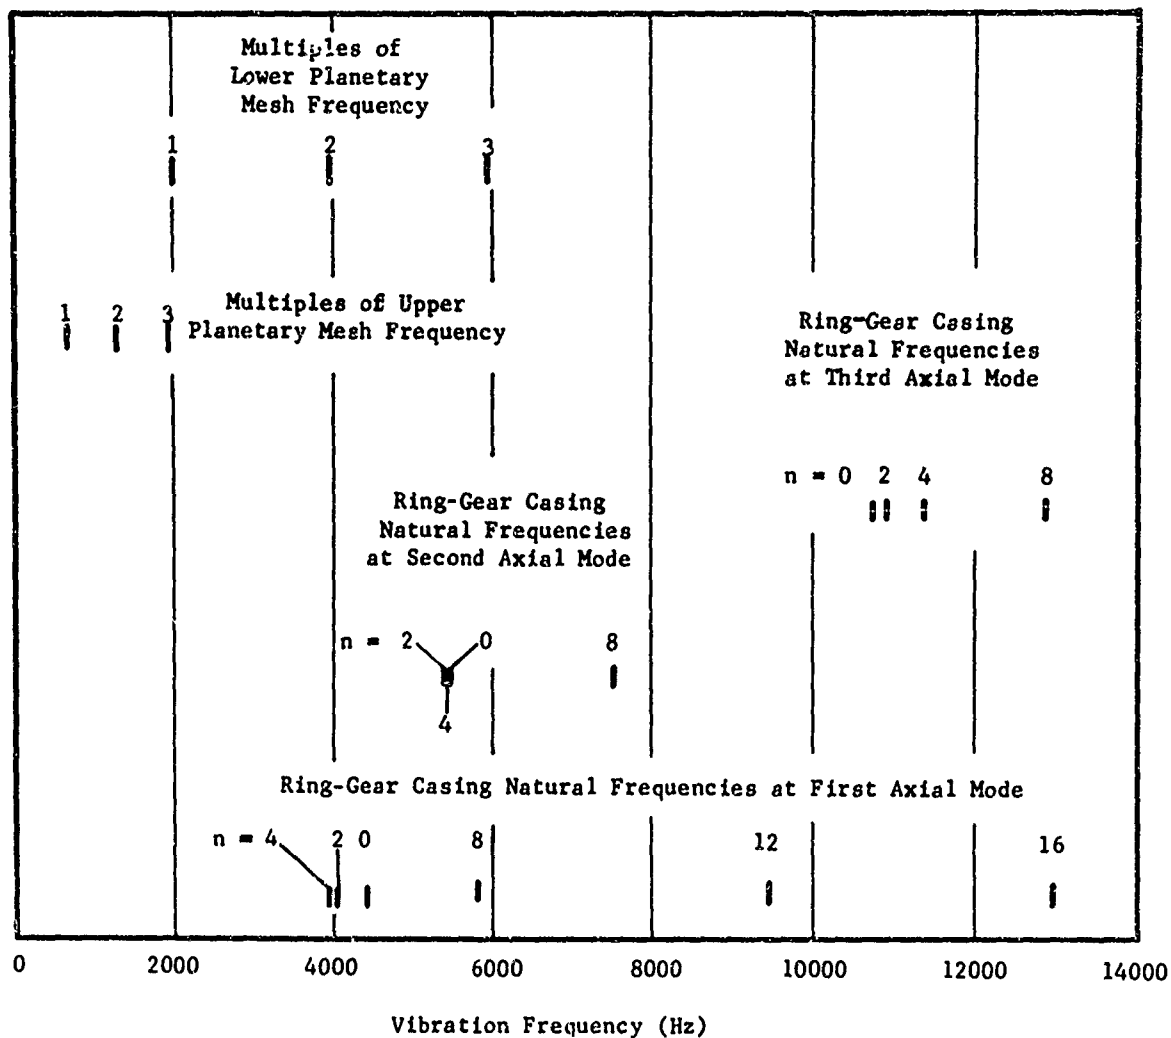 Multiples of
Lower Planetary
Mesh Frequency
1 2 3
Multiples of Upper
Planetary Mesh Frequency
1 2 3
Ring-Gear Casing
Natural Frequencies
at Third Axial Mode
n = 0 2 4 8
Ring-Gear Casing
Natural Frequencies
at Second Axial Mode
n = 2 0 8
4
Ring-Gear Casing Natural Frequencies at First Axial Mode
n = 4 2 0 8 12 16
0 2000 4000 6000 8000 10000 12000 14000
Vibration Frequency (Hz)